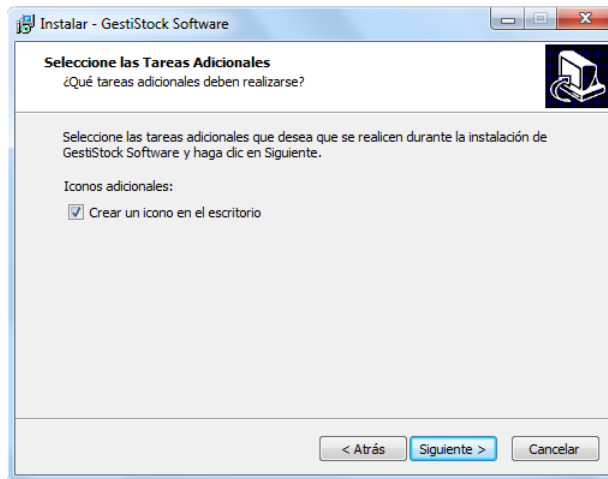 Instalar - GestiStock Software
Seleccione las Tareas Adicionales
¿Qué tareas adicionales deben realizarse?
Seleccione las tareas adicionales que desea que se realicen durante la instalación de
GestiStock Software y haga clic en Siguiente.
Iconos adicionales:
Crear un icono en el escritorio
< Atrás
Siguiente >
Cancelar